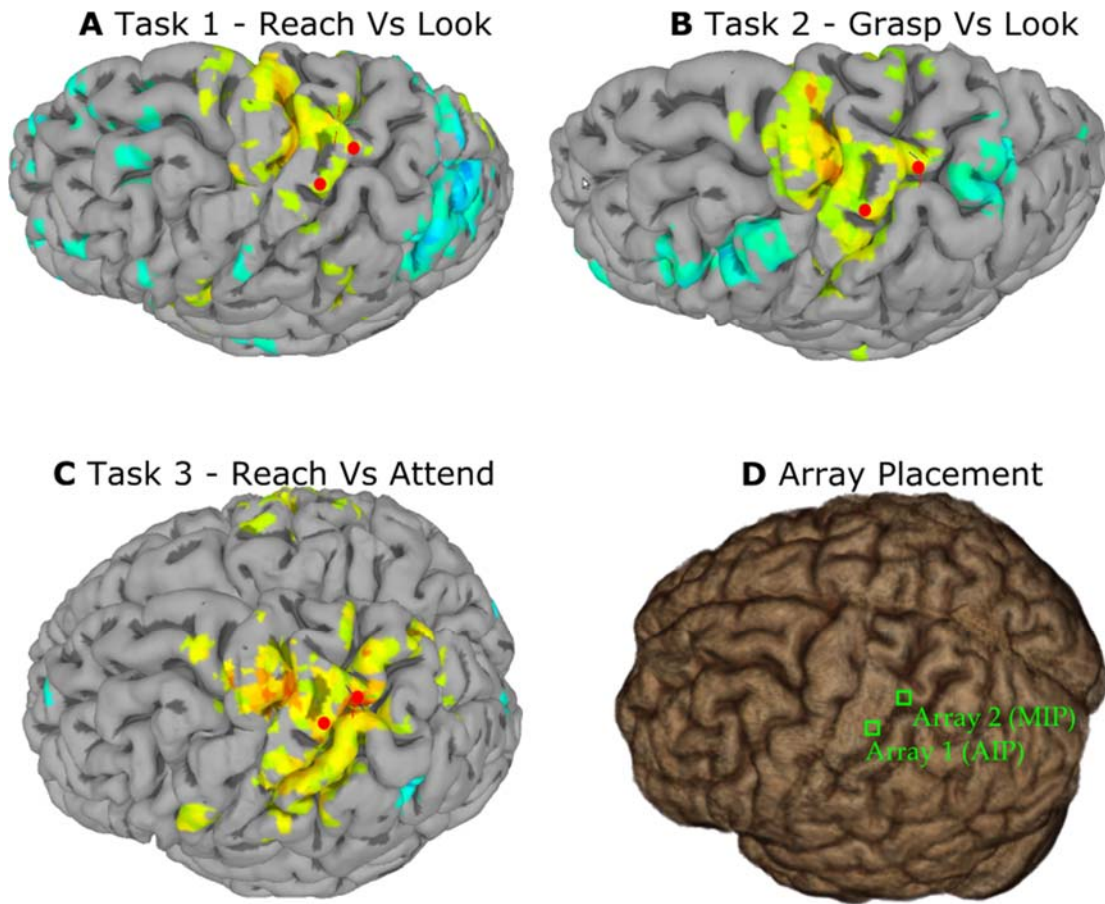 A Task 1 - Reach Vs Look
B Task 2 - Grasp Vs Look
C Task 3 - Reach Vs Attend
D Array Placement
Array 2 (MIP)
Array 1 (AIP)